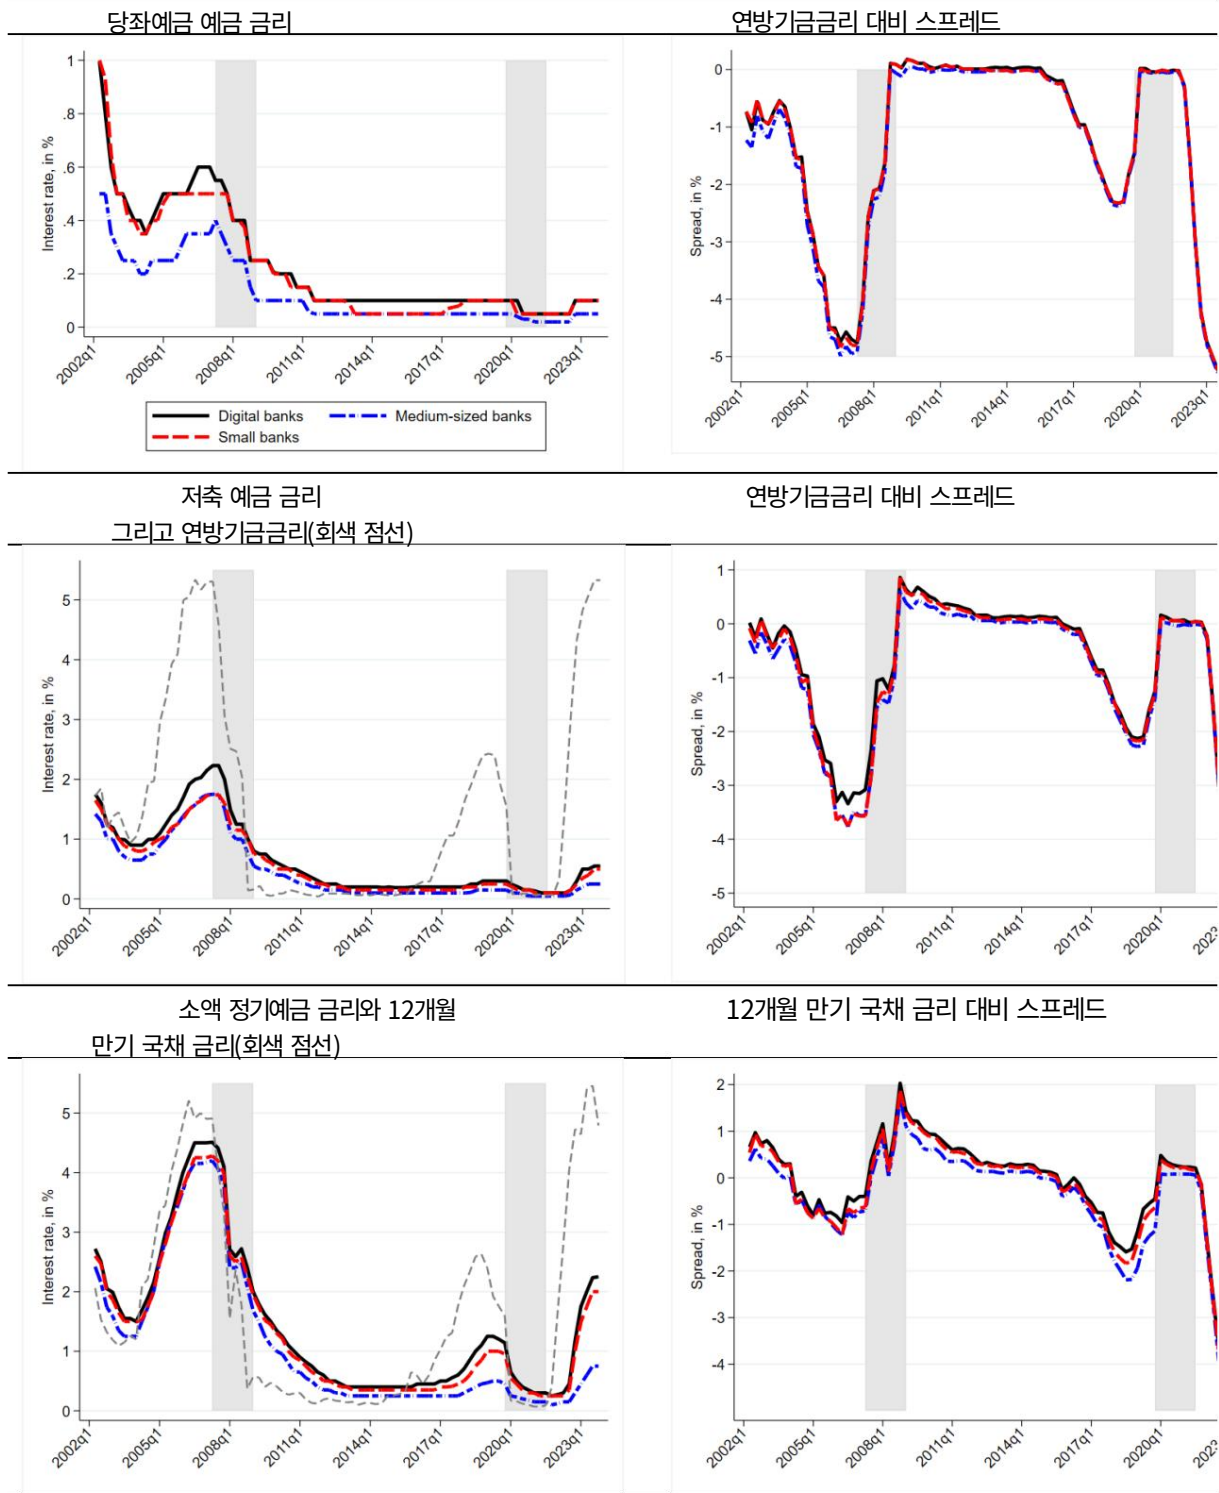 당좌예금 예금 금리
연방기금금리 대비 스프레드
Interest rate, in %
1
.8
.6
.4
.2
0
2002q1
2005q1
2008q1
2011q1
2014q1
2017q1
2020q1
2023q1
Digital banks
Medium-sized banks
Small banks
Spread, in %
0
-1
-2
-3
-4
-5
2002q1
2005q1
2008q1
2011q1
2014q1
2017q1
2020q1
2023q1
저축 예금 금리
그리고 연방기금금리(회색 점선)
연방기금금리 대비 스프레드
Interest rate, in %
5
4
3
2
1
0
2002q1
2005q1
2008q1
2011q1
2014q1
2017q1
2020q1
2023q1
Spread, in %
1
0
-1
-2
-3
-4
-5
2002q1
2005q1
2008q1
2011q1
2014q1
2017q1
2020q1
2023
소액 정기예금 금리와 12개월
만기 국채 금리(회색 점선)
12개월 만기 국채 금리 대비 스프레드
Interest rate, in %
5
4
3
2
1
0
2002q1
2005q1
2008q1
2011q1
2014q1
2017q1
2020q1
2023q1
Spread, in %
2
1
0
-1
-2
-3
-4
2002q1
2005q1
2008q1
2011q1
2014q1
2017q1
2020q1
2023